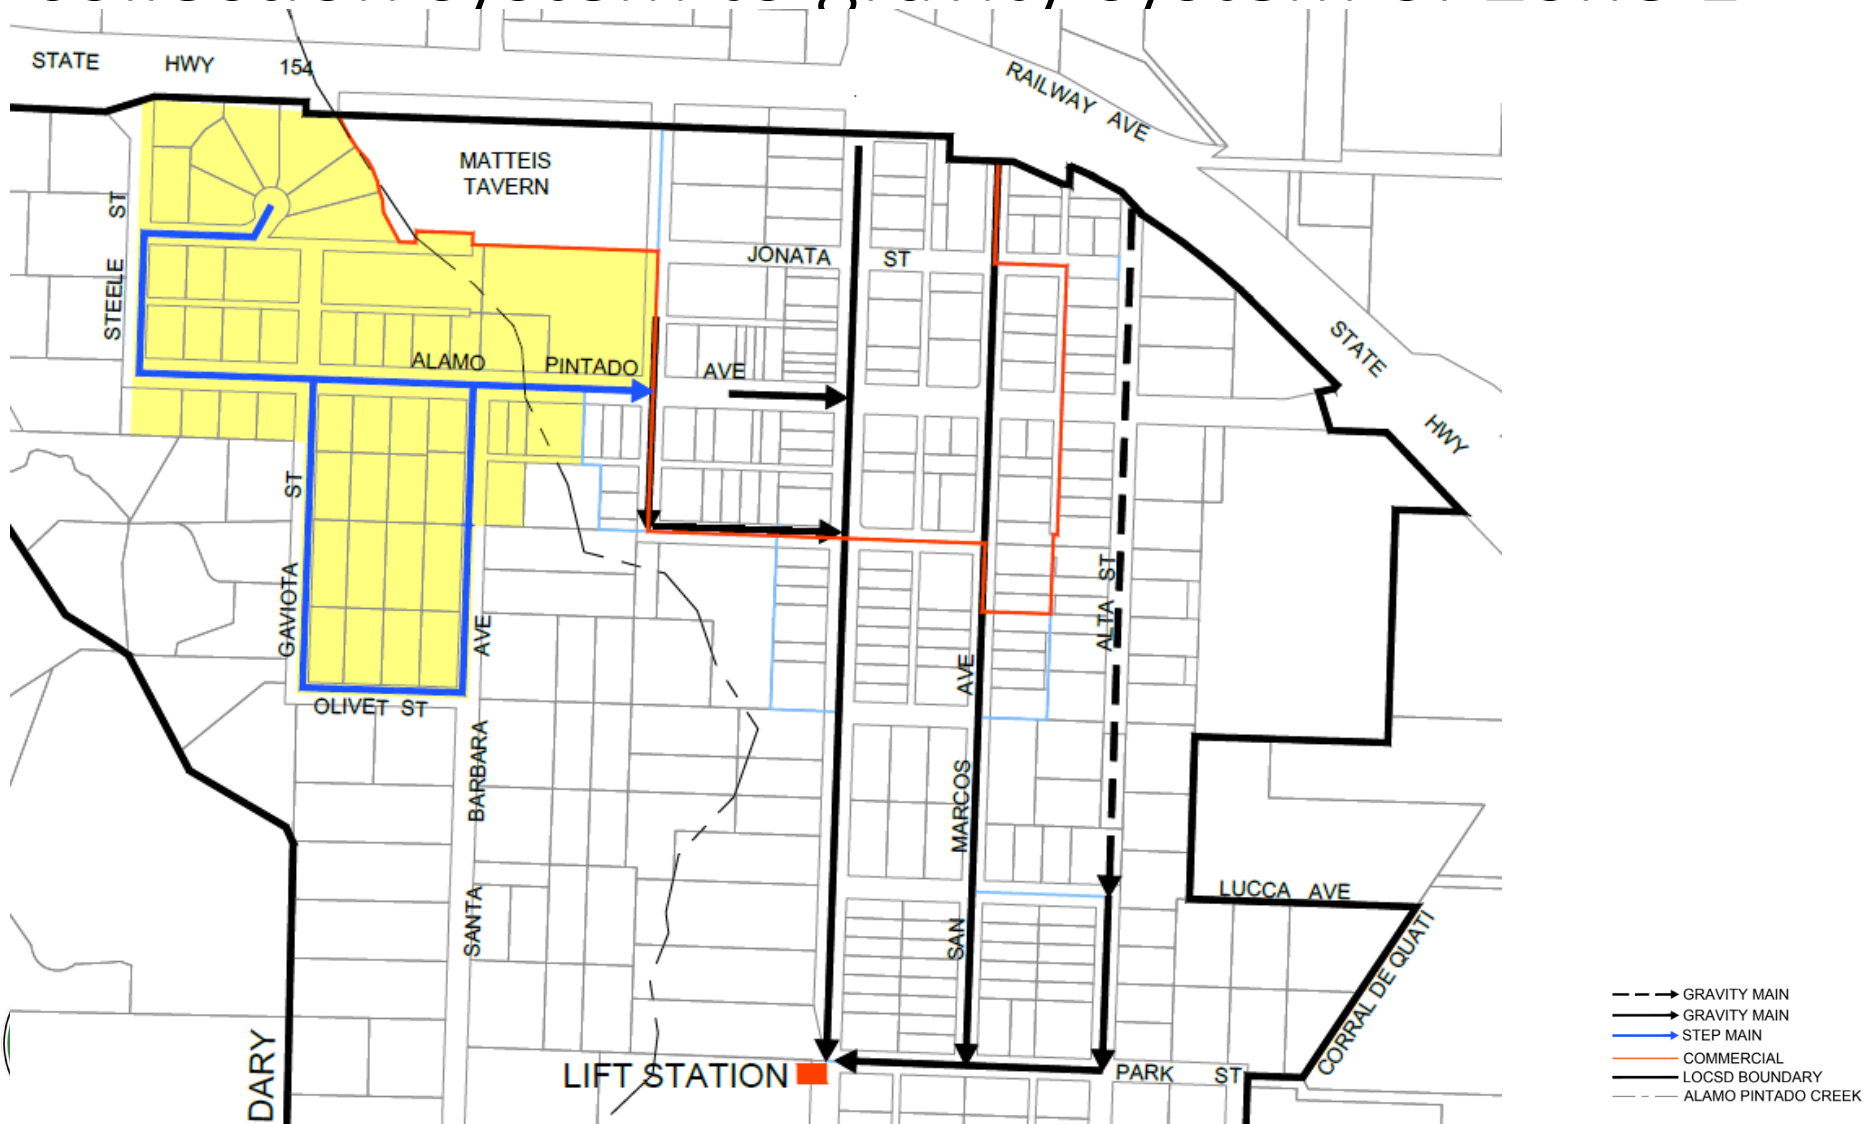 STATE HWY 154
RAILWAY AVE
MATTEIS
TAVERN
STEELE ST
JONATA ST
STATE HWY
ALAMO PINTADO AVE
GAVIOTA ST
ALTA ST
OLIVET ST
SANTA BARBARA AVE
SAN MARCOS AVE
LUCCA AVE
CORRAL DE QUATI
DARY
LIFT STATION
PARK ST
GRAVITY MAIN
GRAVITY MAIN
STEP MAIN
COMMERCIAL
LOCSD BOUNDARY
ALAMO PINTADO CREEK